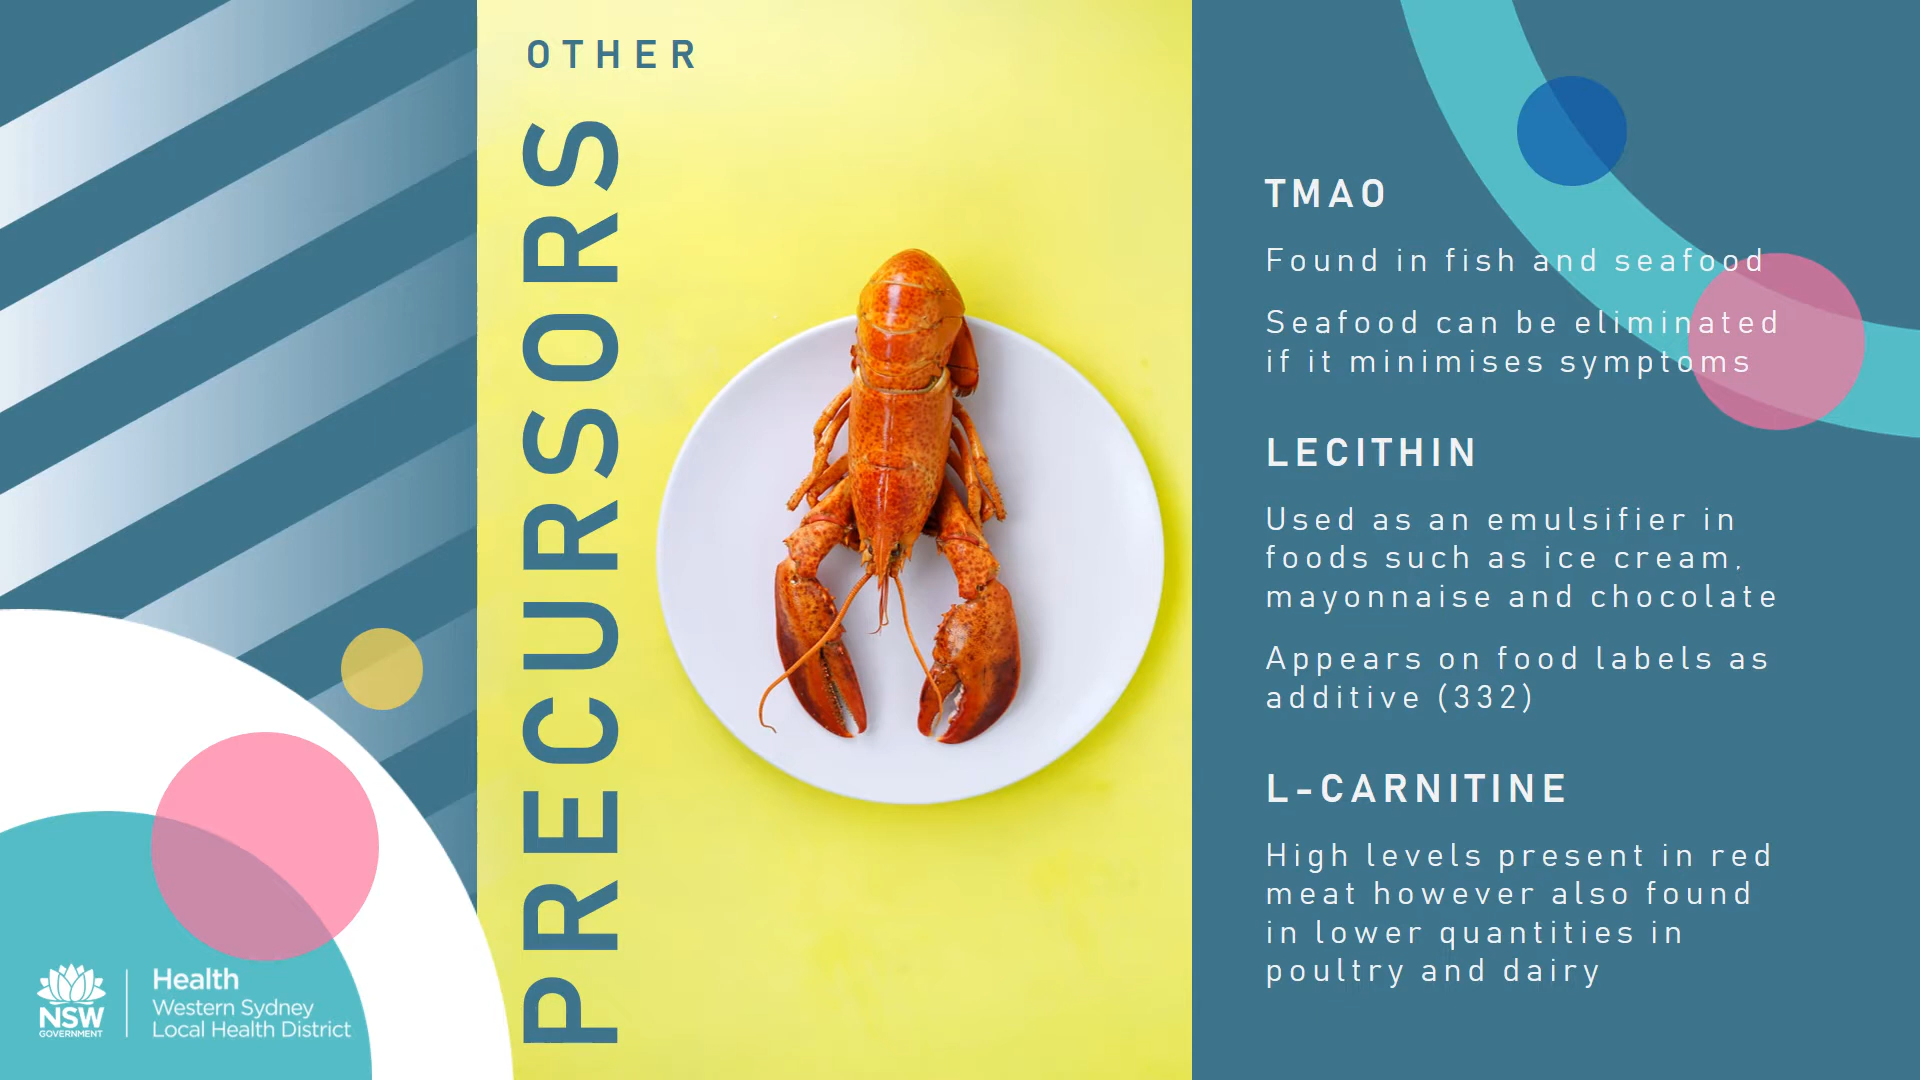 OTHER
PRECURSORS
TMAO
Found in fish and seafood
Seafood can be eliminated
if it minimises symptoms
LECITHIN
Used as an emulsifier in
foods such as ice cream,
mayonnaise and chocolate
Appears on food labels as
additive (332)
L-CARNITINE
High levels present in red
meat however also found
in lower quantities in
poultry and dairy
NSW
GOVERNMENT
Health
Western Sydney
Local Health District